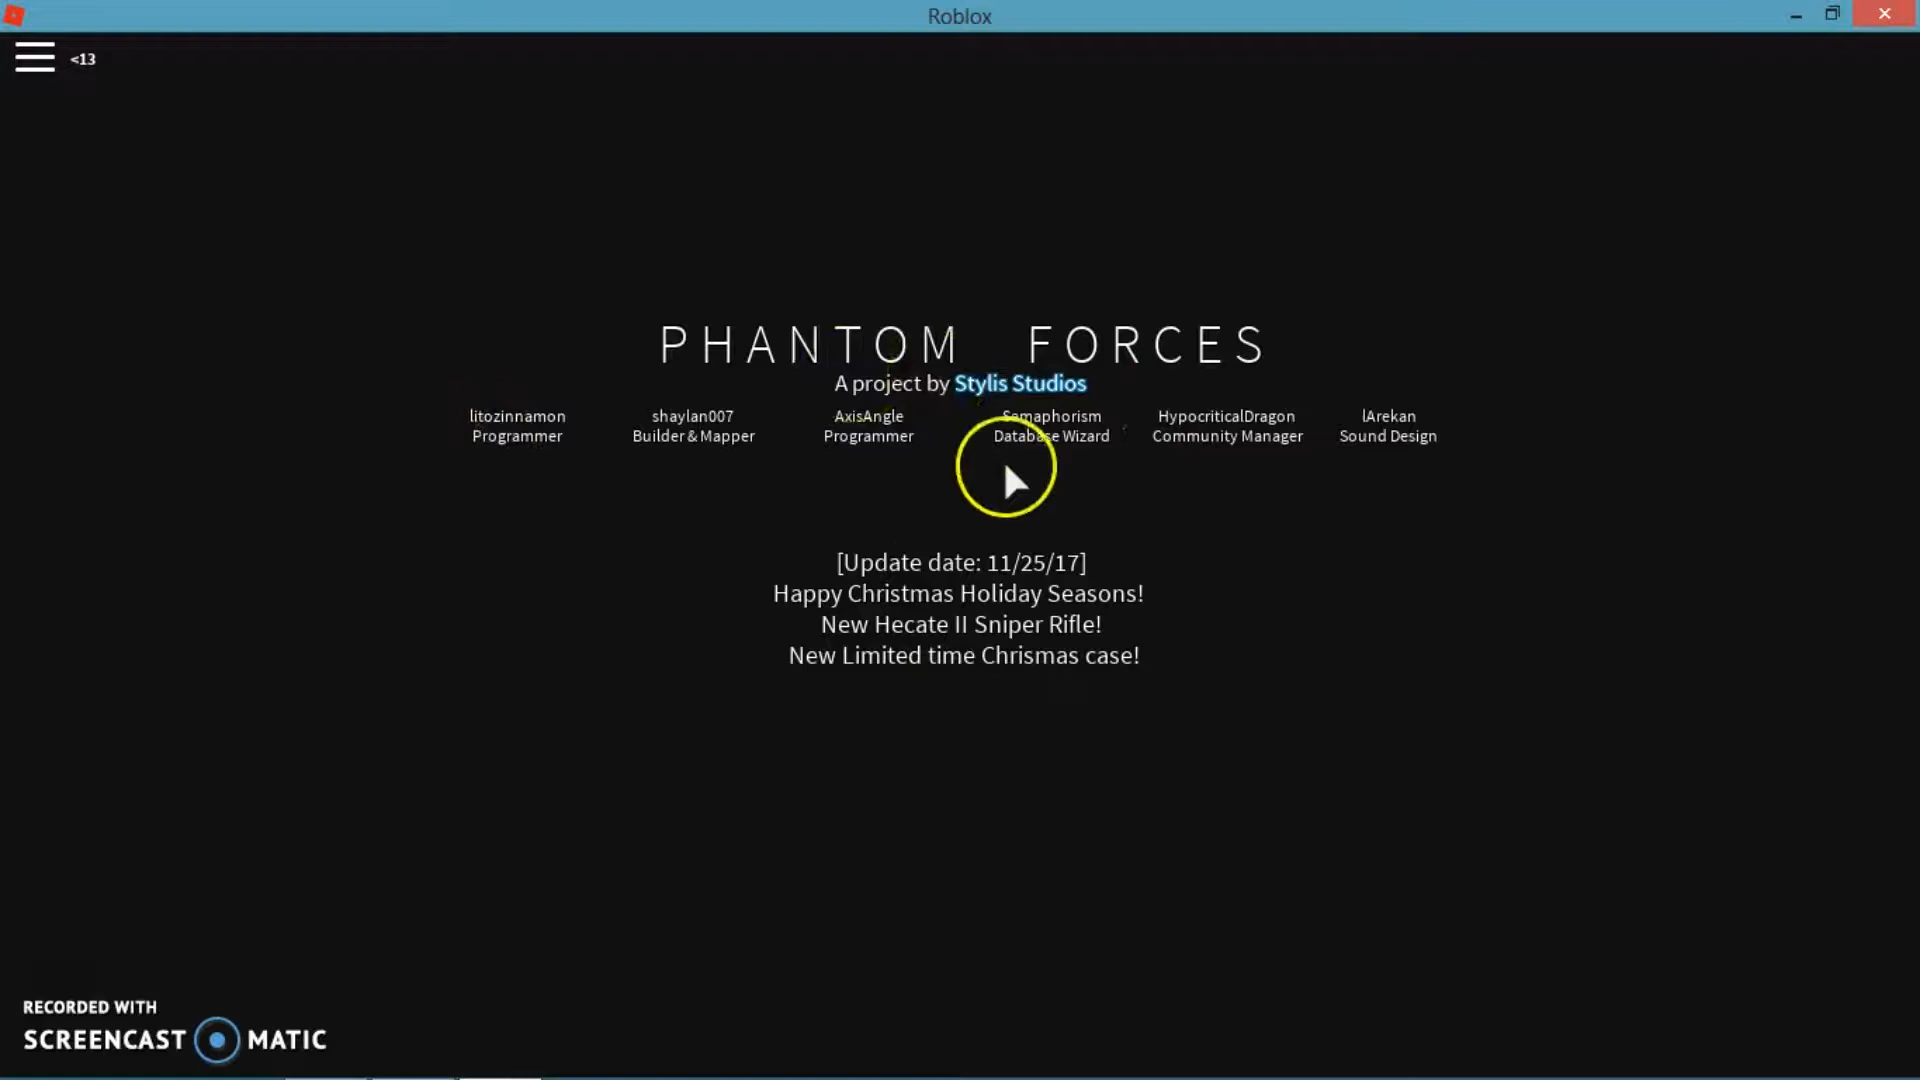 Roblox
<13
PHANTOM FORCES
A project by Stylis Studios
litozinnamon shaylan007 AxisAngle Semaphorism HypocriticalDragon lArekan
Programmer Builder & Mapper Programmer Database Wizard Community Manager Sound Design
[Update date: 11/25/17]
Happy Christmas Holiday Seasons!
New Hecate II Sniper Rifle!
New Limited time Chrismas case!
RECORDED WITH
SCREENCAST MATIC